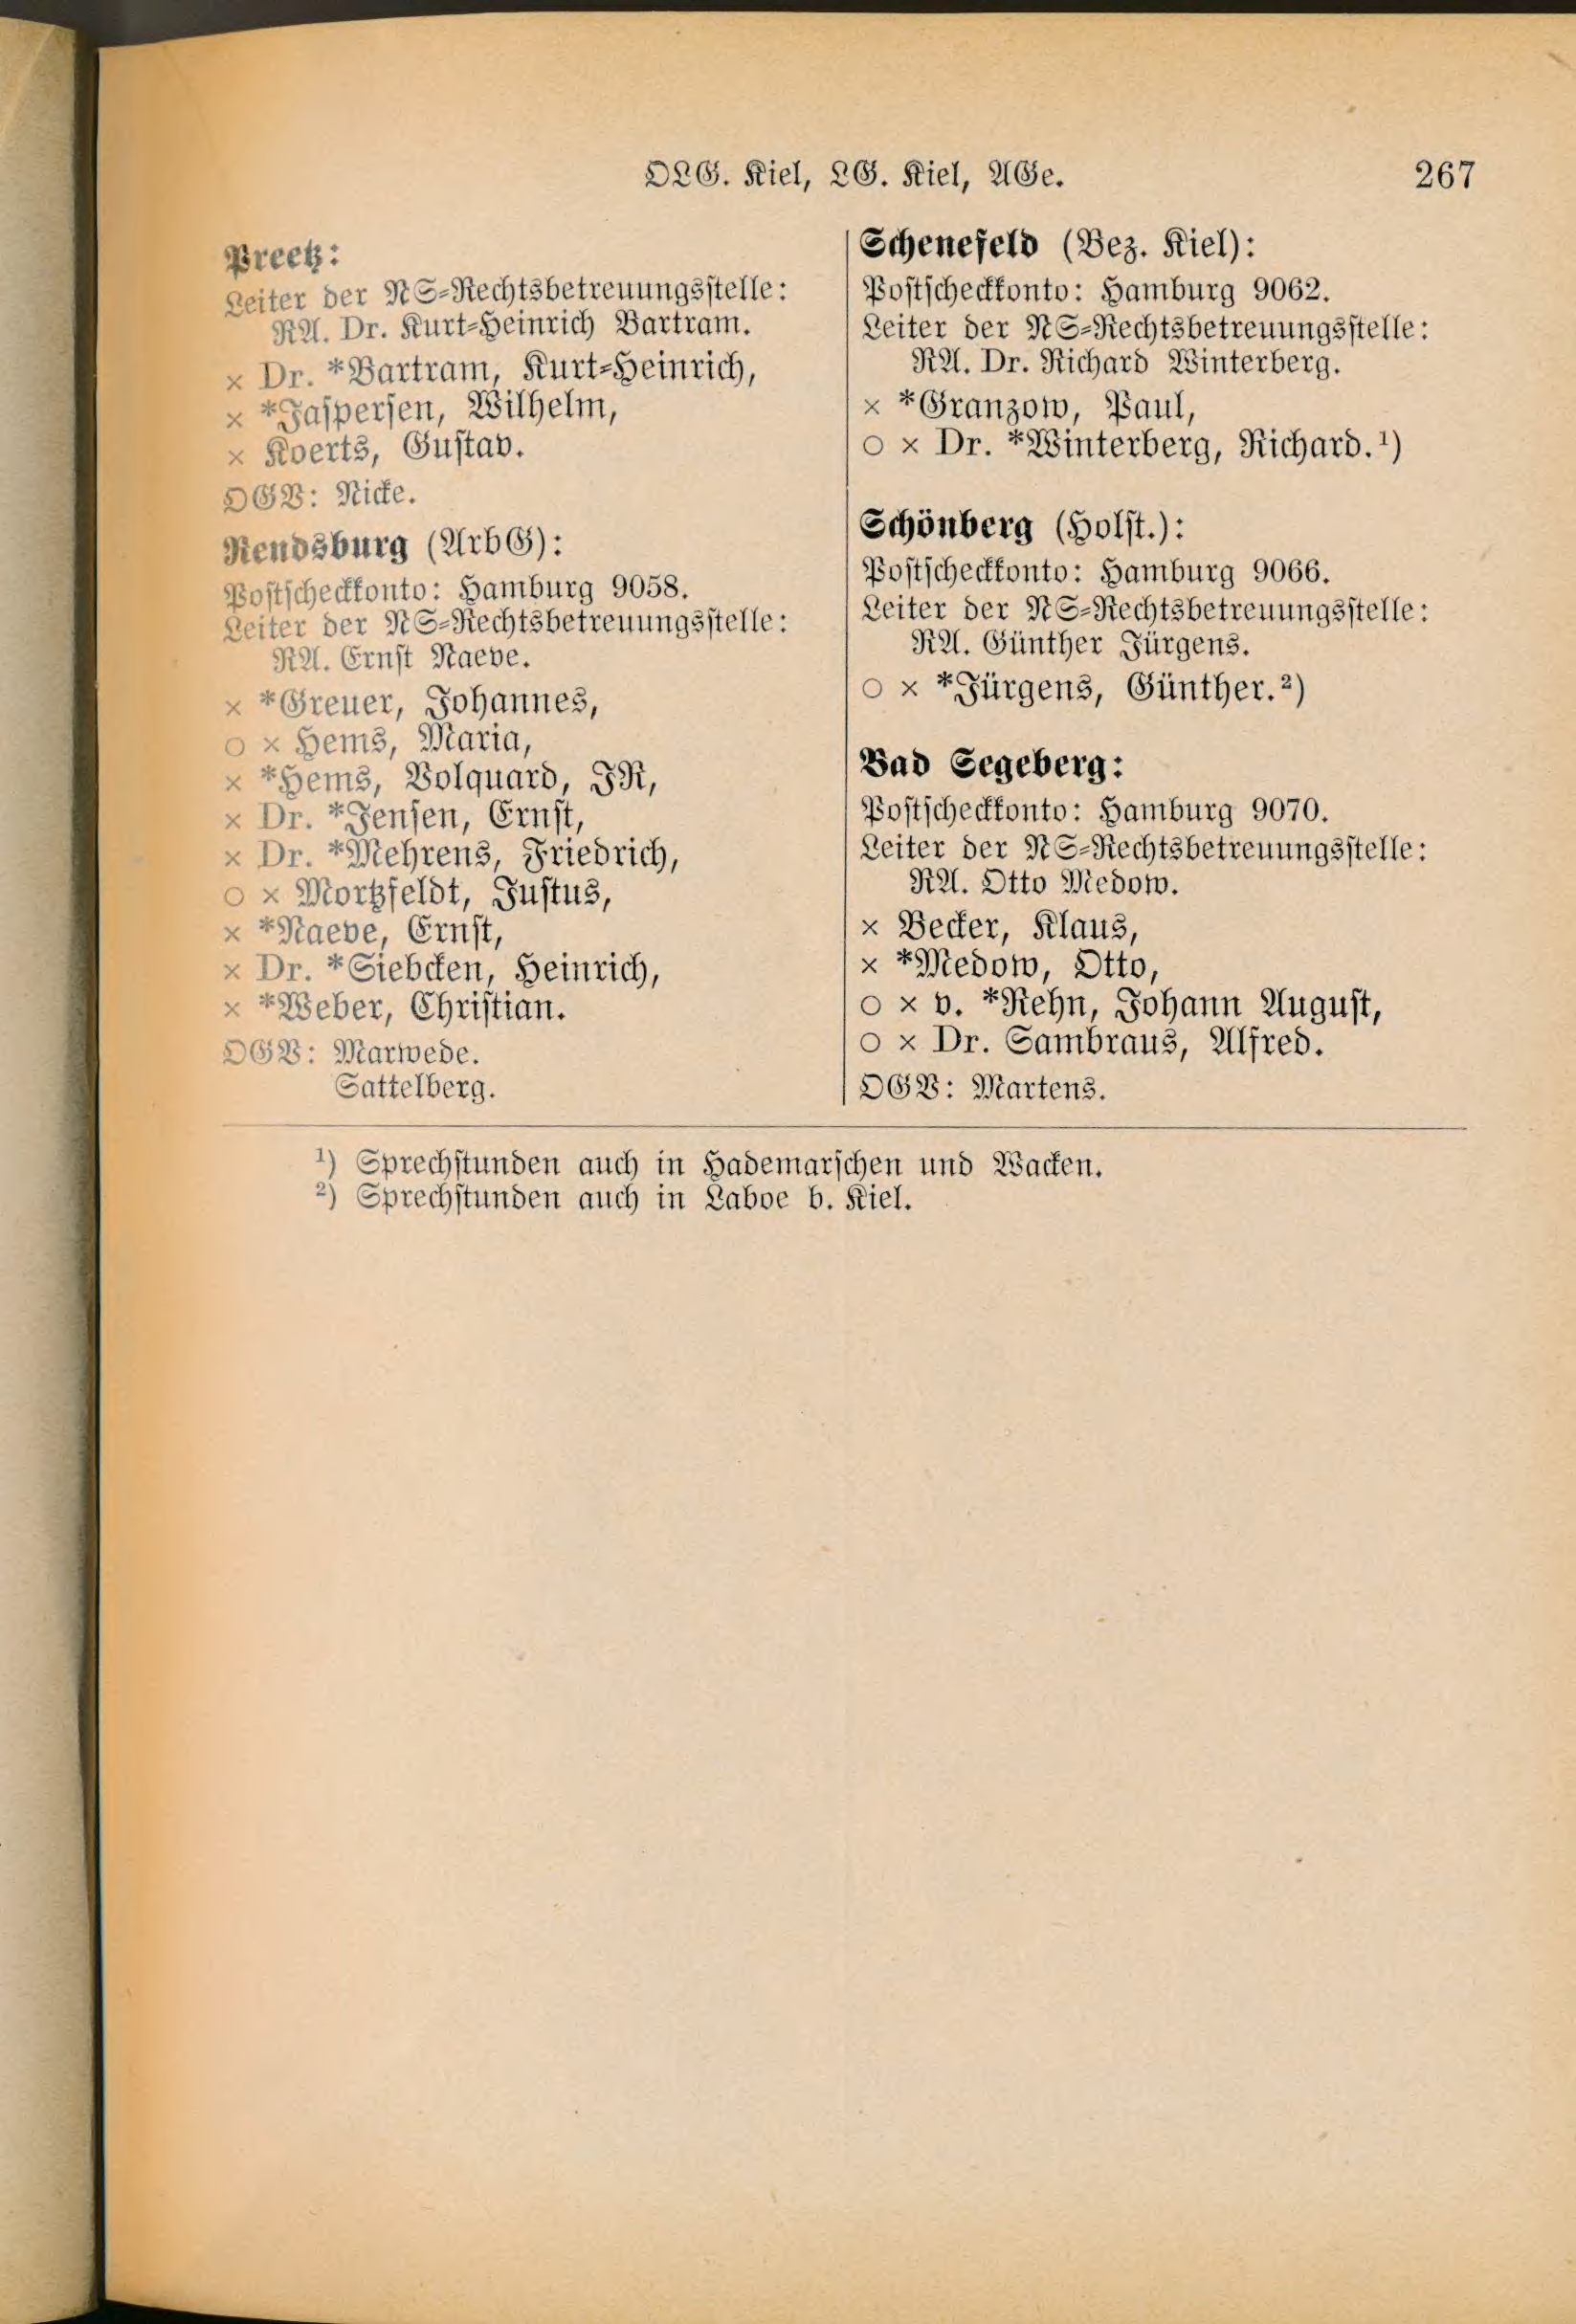 OLG. Kiel, LG. Kiel, AGe. 267
Preetz:
Leiter der NS-Rechtsbetreuungsstelle:
RA. Dr. Kurt-Heinrich Bartram.
× Dr. *Bartram, Kurt-Heinrich,
× *Jaspersen, Wilhelm,
× Koerts, Gustav.
OGV: Nicke.
Rendsburg (ArbG):
Postscheckkonto: Hamburg 9058.
Leiter der NS-Rechtsbetreuungsstelle:
RA. Ernst Naeve.
× *Greuer, Johannes,
○ × Hems, Maria,
× *Hems, Volquard, JR,
× Dr. *Jensen, Ernst,
× Dr. *Mehrens, Friedrich,
○ × Mortzfeldt, Justus,
× *Naeve, Ernst,
× Dr. *Siebcken, Heinrich,
× *Weber, Christian.
OGV: Marwede.
Sattelberg.
Schenefeld (Bez. Kiel):
Postscheckkonto: Hamburg 9062.
Leiter der NS-Rechtsbetreuungsstelle:
RA. Dr. Richard Winterberg.
× *Granzow, Paul,
○ × Dr. *Winterberg, Richard.¹)
Schönberg (Holst.):
Postscheckkonto: Hamburg 9066.
Leiter der NS-Rechtsbetreuungsstelle:
RA. Günther Jürgens.
○ × *Jürgens, Günther.²)
Bad Segeberg:
Postscheckkonto: Hamburg 9070.
Leiter der NS-Rechtsbetreuungsstelle:
RA. Otto Medow.
× Becker, Klaus,
× *Medow, Otto,
○ × v. *Rehn, Johann August,
○ × Dr. Sambraus, Alfred.
OGV: Martens.
¹) Sprechstunden auch in Hademarschen und Wacken.
²) Sprechstunden auch in Laboe b. Kiel.